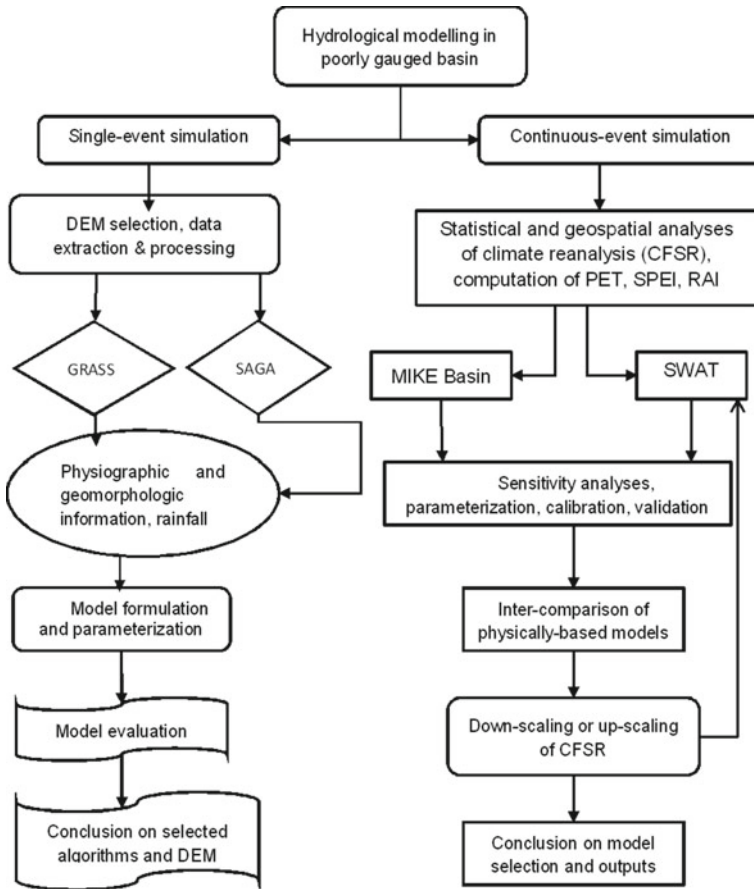 Hydrological modelling in
poorly gauged basin
Single-event simulation
Continuous-event simulation
DEM selection, data
extraction & processing
Statistical and geospatial analyses
of climate reanalysis (CFSR),
computation of PET, SPEI, RAI
GRASS
SAGA
MIKE Basin
SWAT
Physiographic and
geomorphologic
information, rainfall
Sensitivity analyses,
parameterization, calibration, validation
Model formulation
and parameterization
Inter-comparison of
physically-based models
Model evaluation
Down-scaling or up-scaling
of CFSR
Conclusion on selected
algorithms and DEM
Conclusion on model
selection and outputs